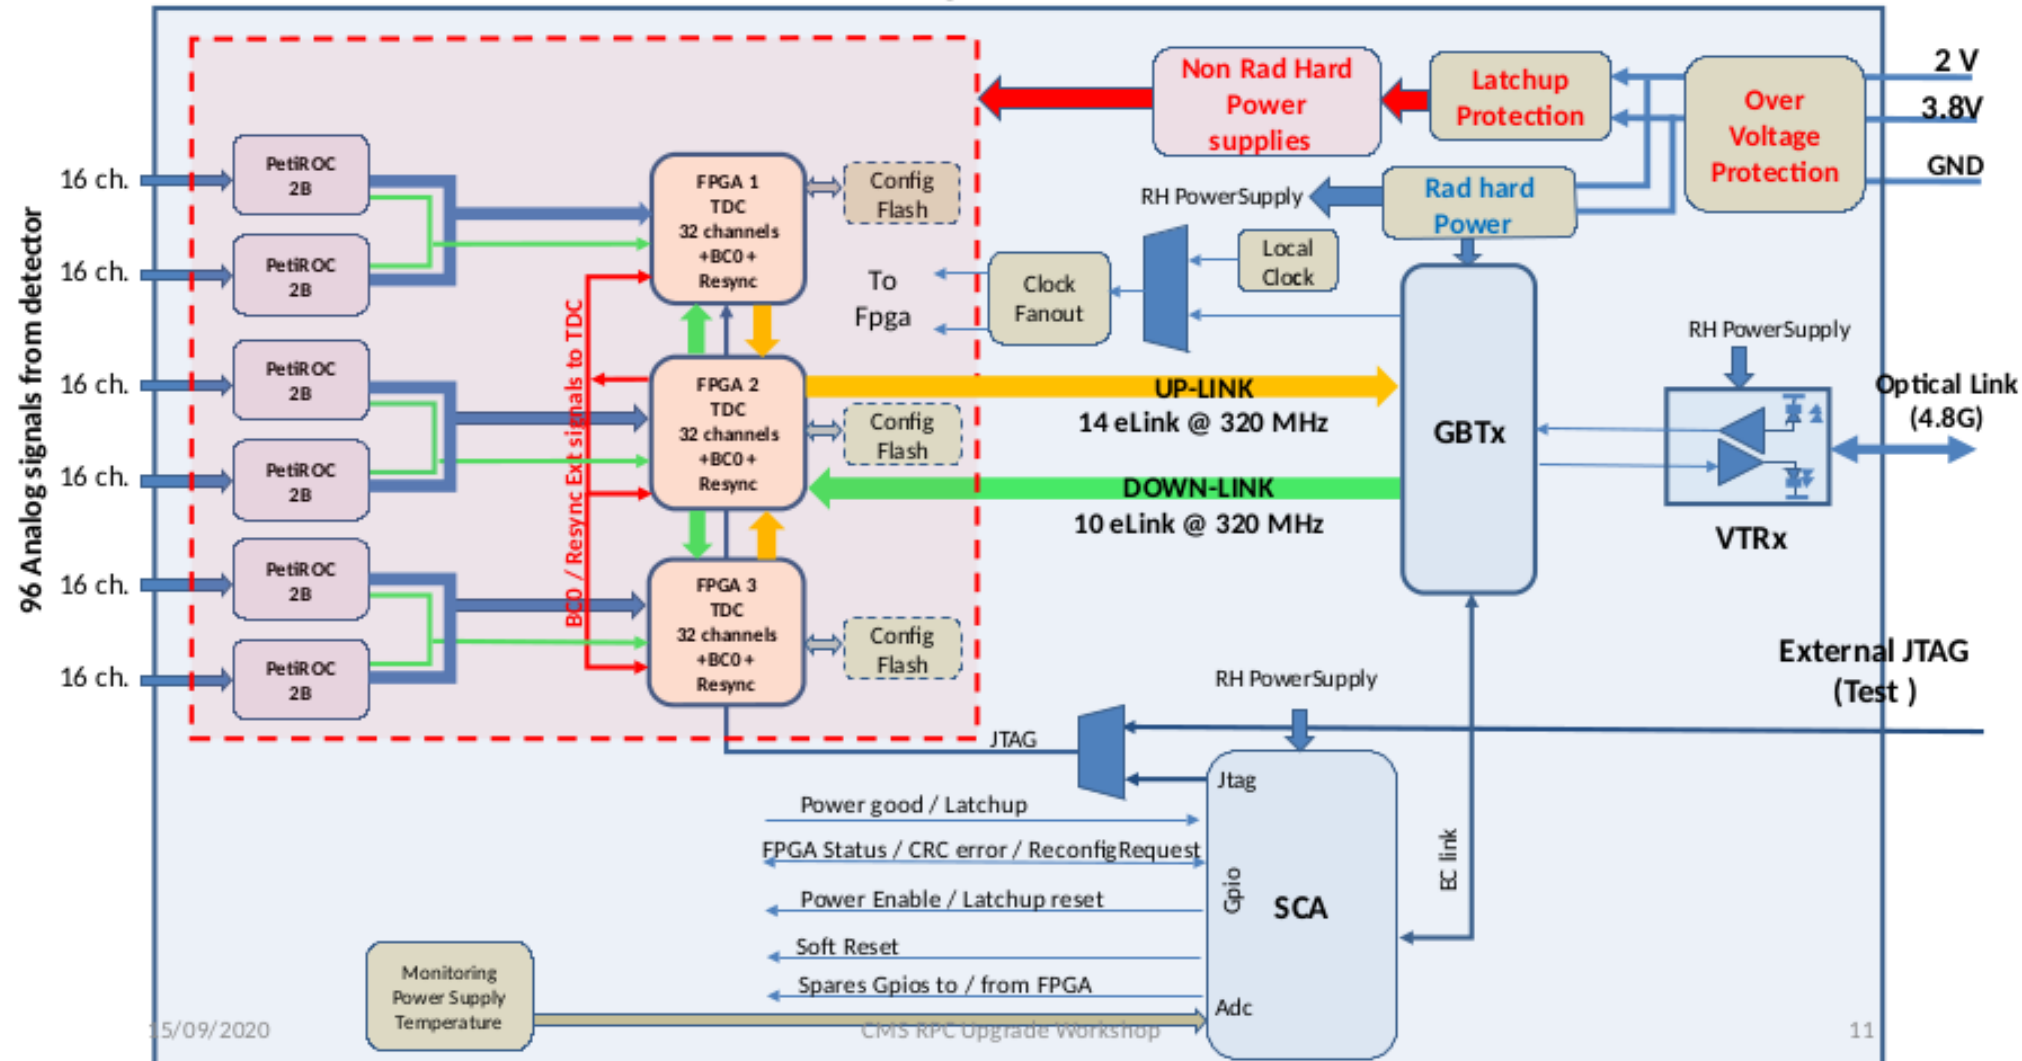 96 Analog signals from detector
16 ch.
16 ch.
16 ch.
16 ch.
16 ch.
16 ch.
PetiROC
2B
PetiROC
2B
PetiROC
2B
PetiROC
2B
PetiROC
2B
PetiROC
2B
BC0 / Resync Ext signals to TDC
FPGA 1
TDC
32 channels
+BC0 +
Resync
FPGA 2
TDC
32 channels
+BC0 +
Resync
FPGA 3
TDC
32 channels
+BC0 +
Resync
Config
Flash
Config
Flash
Config
Flash
To
Fpga
Clock
Fanout
Local
Clock
Non Rad Hard
Power
supplies
Latchup
Protection
Over
Voltage
Protection
2 V
3.8V
GND
RH PowerSupply
Rad hard
Power
UP-LINK
14 eLink @ 320 MHz
DOWN-LINK
10 eLink @ 320 MHz
GBTx
RH PowerSupply
VTRx
Optical Link
(4.8G)
External JTAG
(Test )
RH PowerSupply
JTAG
Jtag
Gpio
SCA
Adc
EC link
Power good / Latchup
FPGA Status / CRC error / ReconfigRequest
Power Enable / Latchup reset
Soft Reset
Spares Gpios to / from FPGA
Monitoring
Power Supply
Temperature
15/09/2020
CMS RPC Upgrade Workshop
11